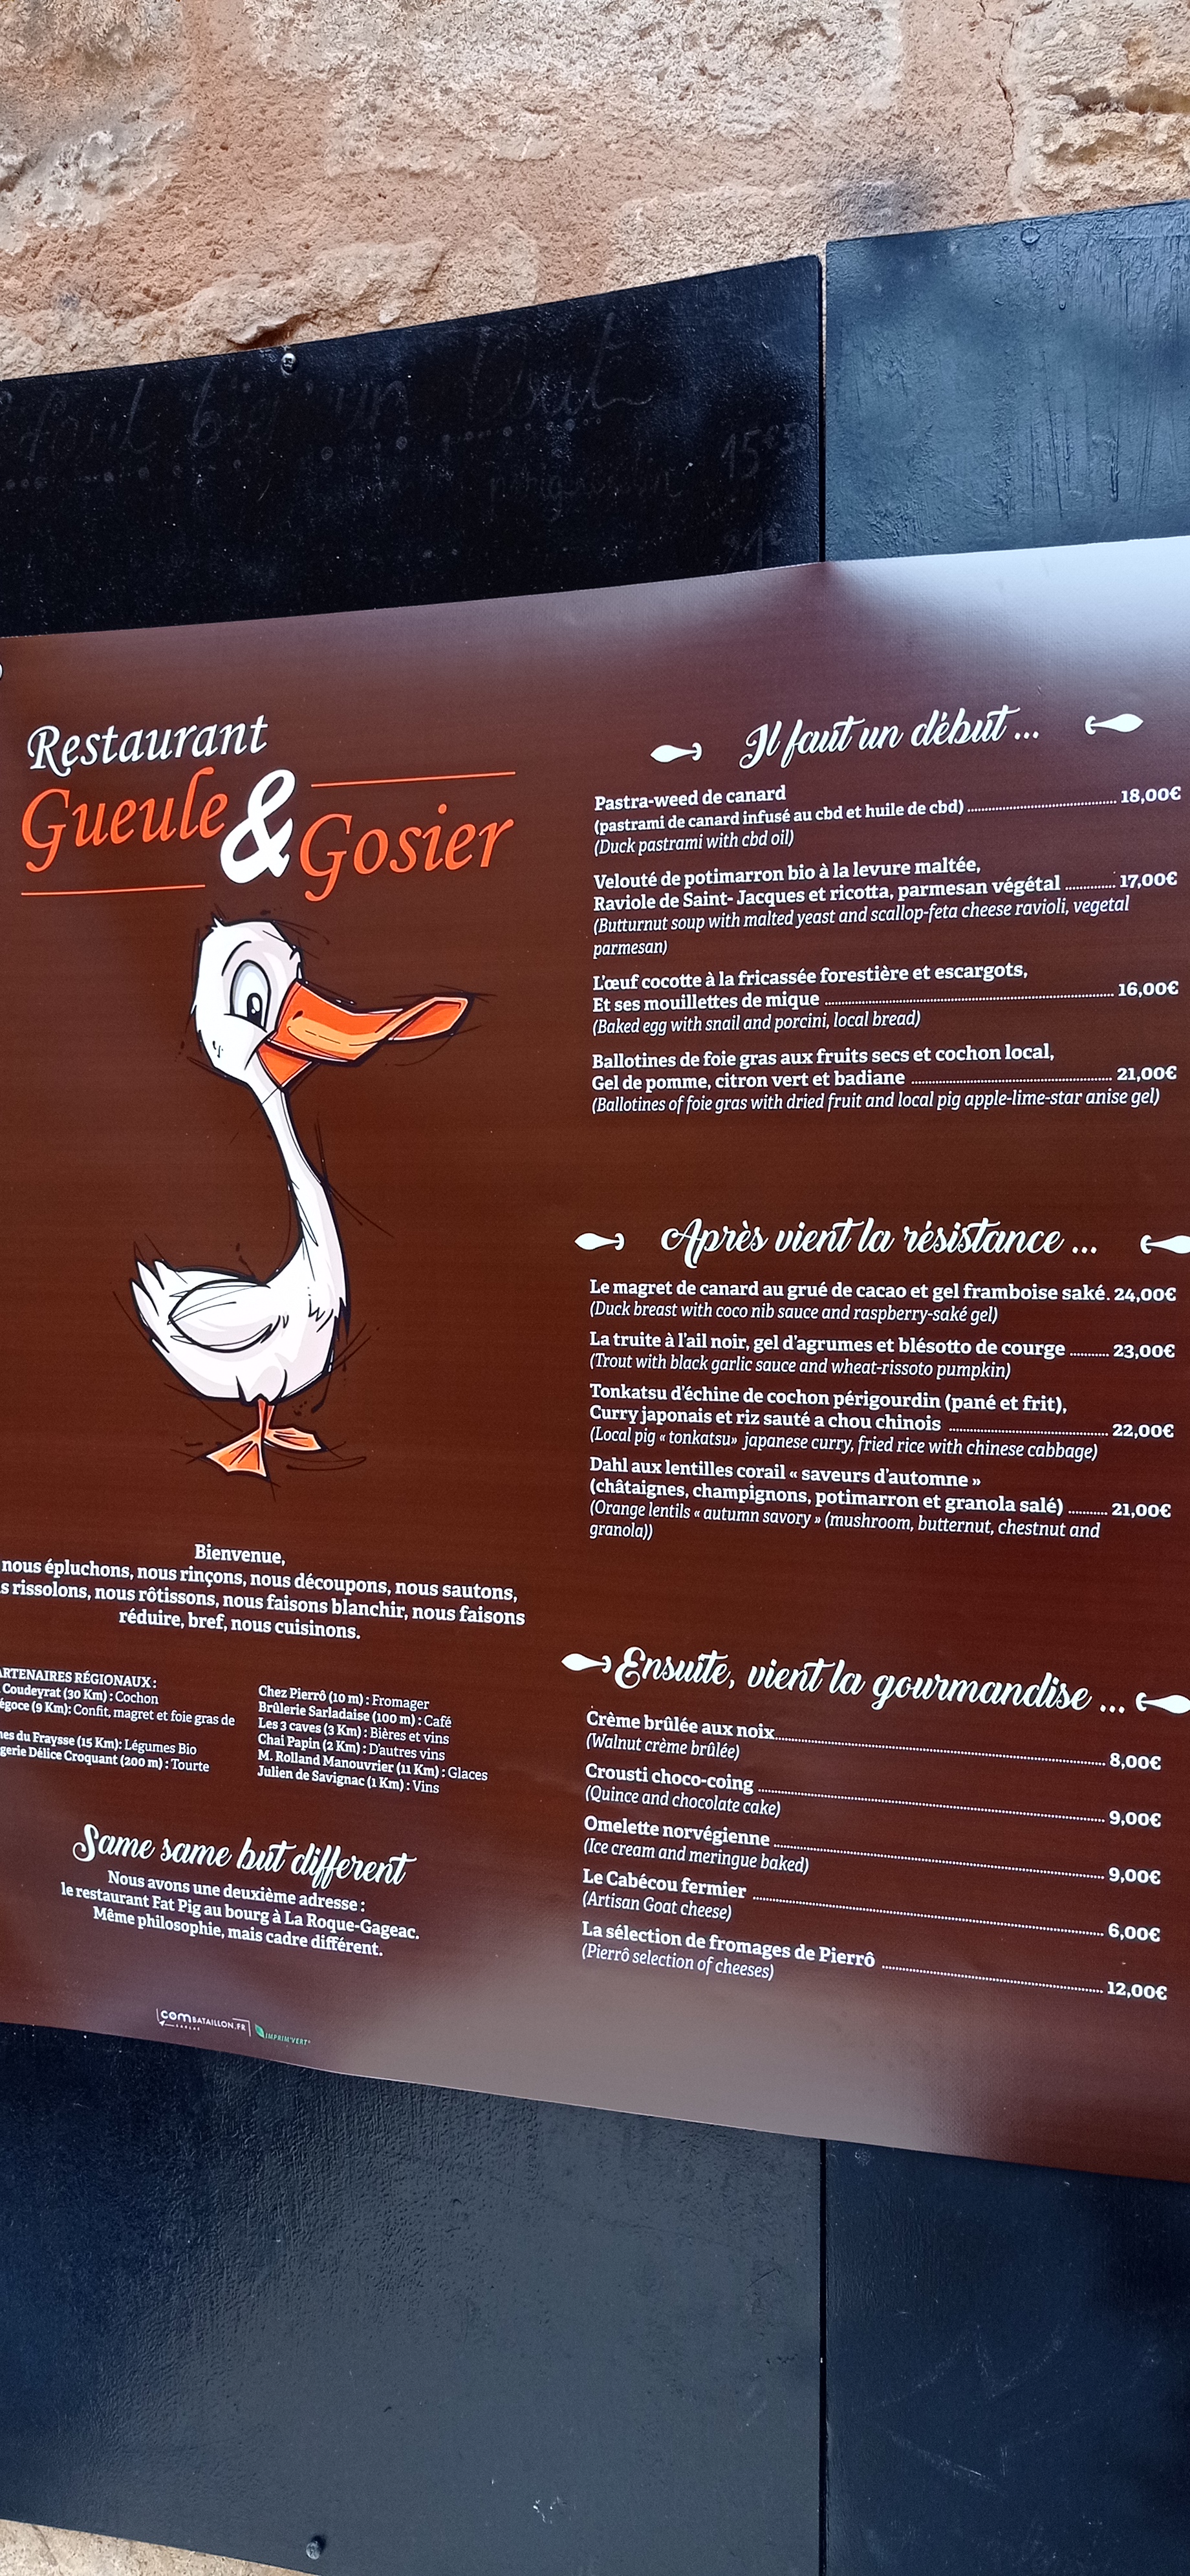 15€50
Restaurant
Gueule & Gosier
Bienvenue,
nous épluchons, nous rinçons, nous découpons, nous sautons,
rissolons, nous rôtissons, nous faisons blanchir, nous faisons
réduire, bref, nous cuisinons.
RÉGIONAUX :
Coudeyrat (30 Km) : Cochon
(9 Km): Confit, magret et foie gras de
du Fraysse (15 Km): Légumes Bio
Délice Croquant (200 m) : Tourte
Chez Pierrô (10 m) : Fromager
Brûlerie Sarladaise (100 m) : Café
Les 3 caves (3 Km) : Bières et vins
Chai Papin (2 Km) : D'autres vins
M. Rolland Manouvrier (11 Km) : Glaces
Julien de Savignac (1 Km) : Vins
Same same but different
Nous avons une deuxième adresse :
le restaurant Fat Pig au bourg à La Roque-Gageac.
Même philosophie, mais cadre différent.
COMBATAILLON.FR
SARLAT
IMPRIM'VERT®
Il faut un début ...
Pastra-weed de canard
(pastrami de canard infusé au cbd et huile de cbd) 18,00€
(Duck pastrami with cbd oil)
Velouté de potimarron bio à la levure maltée,
Raviole de Saint- Jacques et ricotta, parmesan végétal 17,00€
(Butturnut soup with malted yeast and scallop-feta cheese ravioli, vegetal
parmesan)
L'œuf cocotte à la fricassée forestière et escargots,
Et ses mouillettes de mique 16,00€
(Baked egg with snail and porcini, local bread)
Ballotines de foie gras aux fruits secs et cochon local,
Gel de pomme, citron vert et badiane 21,00€
(Ballotines of foie gras with dried fruit and local pig apple-lime-star anise gel)
Après vient la résistance ...
Le magret de canard au grué de cacao et gel framboise saké. 24,00€
(Duck breast with coco nib sauce and raspberry-saké gel)
La truite à l'ail noir, gel d'agrumes et blésotto de courge 23,00€
(Trout with black garlic sauce and wheat-rissoto pumpkin)
Tonkatsu d'échine de cochon périgourdin (pané et frit),
Curry japonais et riz sauté a chou chinois 22,00€
(Local pig « tonkatsu» japanese curry, fried rice with chinese cabbage)
Dahl aux lentilles corail « saveurs d'automne »
(châtaignes, champignons, potimarron et granola salé) 21,00€
(Orange lentils « autumn savory » (mushroom, butternut, chestnut and
granola))
Ensuite, vient la gourmandise ...
Crème brûlée aux noix 8,00€
(Walnut crème brûlée)
Crousti choco-coing 9,00€
(Quince and chocolate cake)
Omelette norvégienne 9,00€
(Ice cream and meringue baked)
Le Cabécou fermier 6,00€
(Artisan Goat cheese)
La sélection de fromages de Pierrô 12,00€
(Pierrô selection of cheeses)